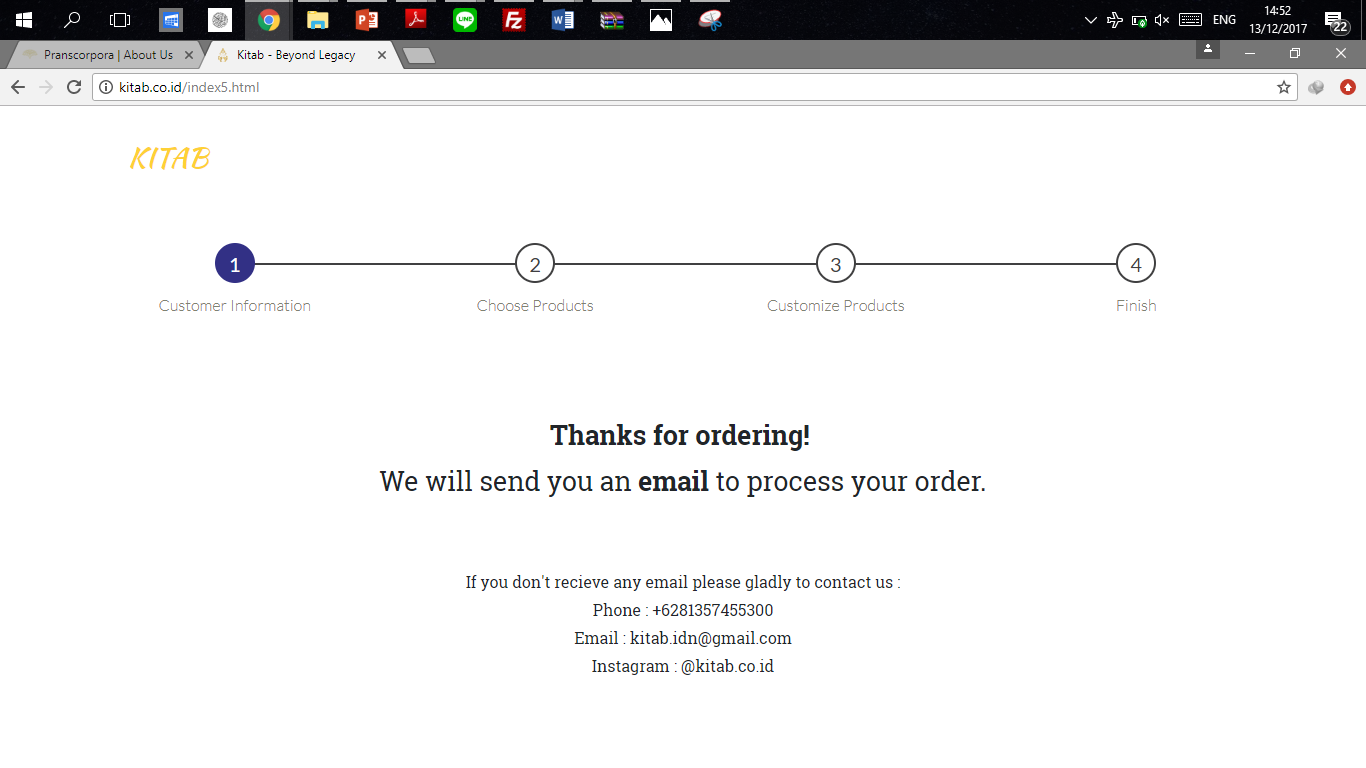 ENG
14:52
13/12/2017
22
Pranscorpora | About Us
Kitab - Beyond Legacy
kitab.co.id/index5.html
KITAB
1
2
3
4
Customer Information
Choose Products
Customize Products
Finish
Thanks for ordering!
We will send you an email to process your order.
If you don't recieve any email please gladly to contact us :
Phone : +6281357455300
Email : kitab.idn@gmail.com
Instagram : @kitab.co.id